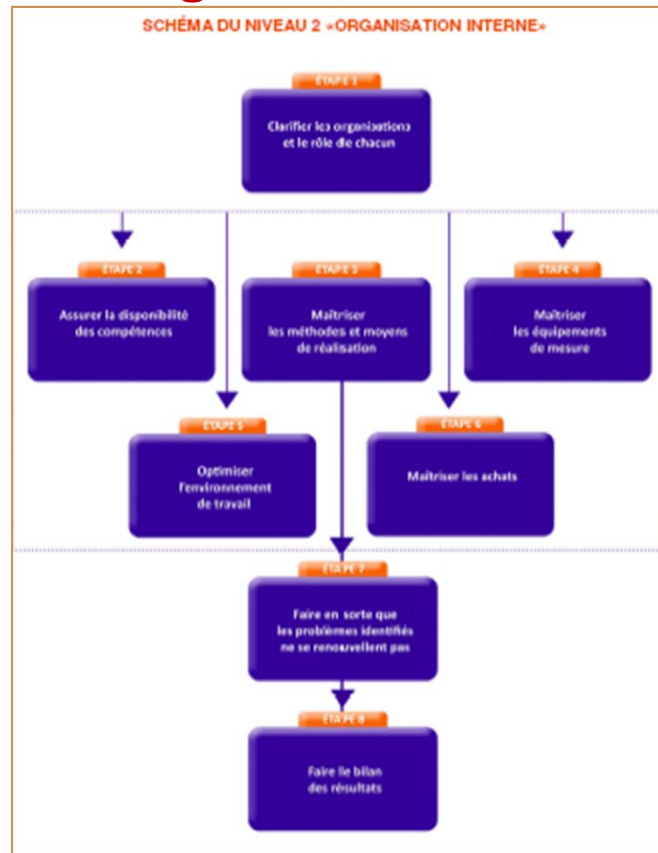 SCHÉMA DU NIVEAU 2 «ORGANISATION INTERNE»
ÉTAPE 1
Clarifier les organisations
et le rôle de chacun
ÉTAPE 2
Assurer la disponibilité
des compétences
ÉTAPE 3
Maîtriser
les méthodes et moyens
de réalisation
ÉTAPE 4
Maîtriser
les équipements
de mesure
ÉTAPE 5
Optimiser
l'environnement
de travail
ÉTAPE 6
Maîtriser les achats
ÉTAPE 7
Faire en sorte que
les problèmes identifiés
ne se renouvellent pas
ÉTAPE 8
Faire le bilan
des résultats